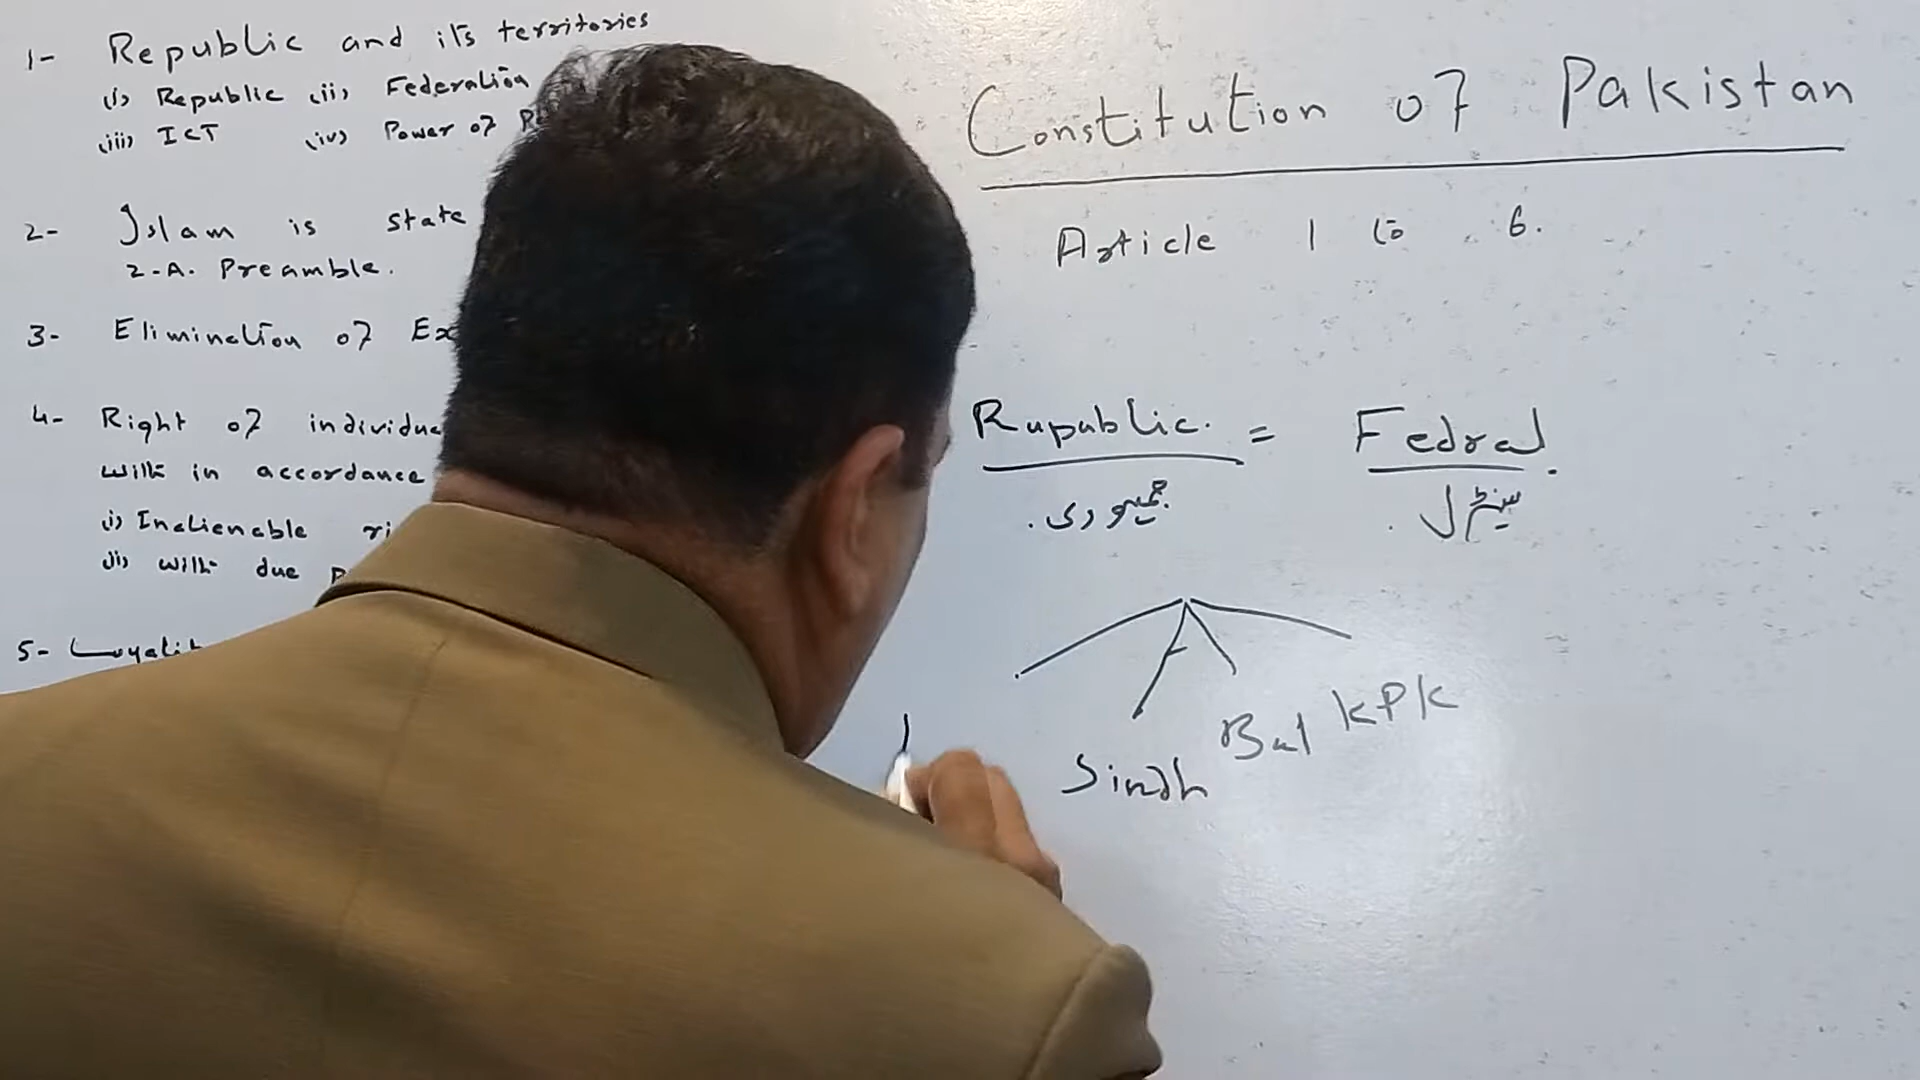 1- Republic and its territories
(i) Republic (ii) Federation
(iii) ICT (iv) Power of
2- Islam is state
2-A. Preamble.
3- Elimination of
4- Right of
with in accordance
(i) Inalienable
(ii) with due
5- Loyalit
Constitution of Pakistan
Article 1 to 6.
Rupublic. = Fedral.
جمہوری. سینٹرل.
Sindh Bal KPK